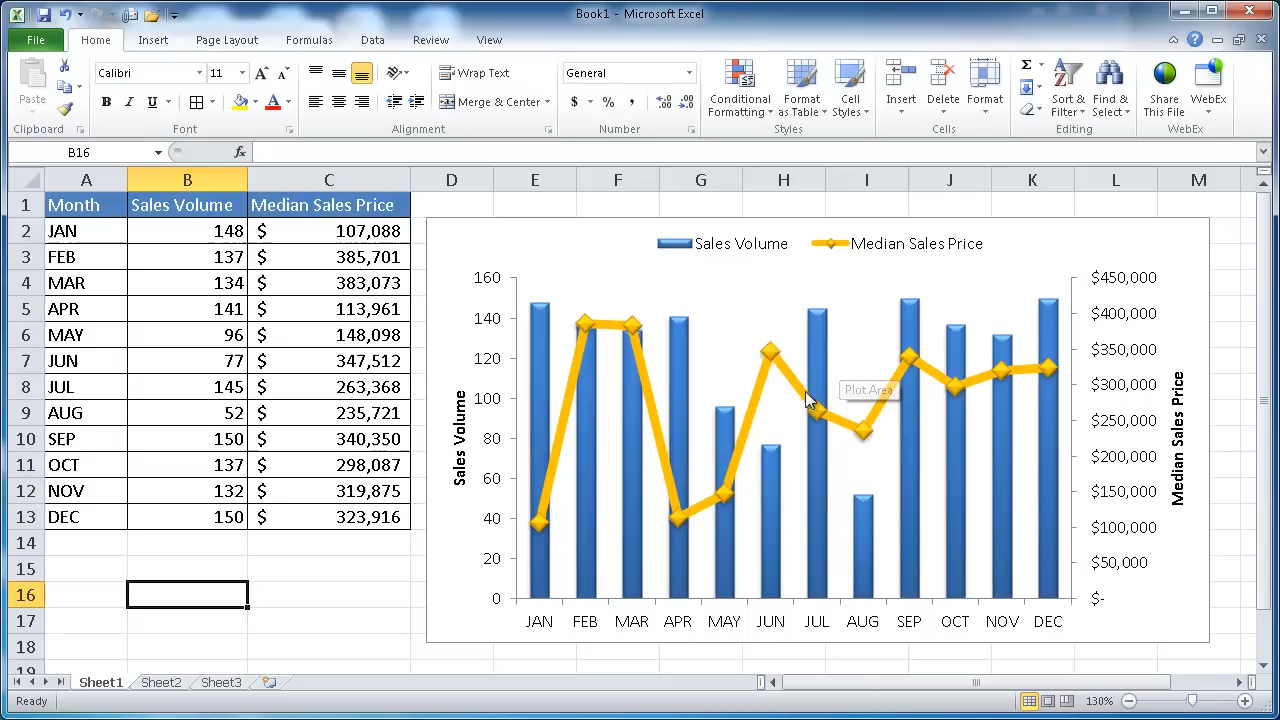 Book1 - Microsoft Excel
File Home Insert Page Layout Formulas Data Review View
Paste
Calibri 11
B I U
Wrap Text
Merge & Center
General
$ % ,
Conditional Formatting
Format as Table
Cell Styles
Insert
Delete
Format
Sort & Filter
Find & Select
Share This File
WebEx
Clipboard Font Alignment Number Styles Cells Editing WebEx
B16 fx
A B C D E F G H I J K L M
1 Month Sales Volume Median Sales Price
2 JAN 148 $ 107,088
3 FEB 137 $ 385,701
4 MAR 134 $ 383,073
5 APR 141 $ 113,961
6 MAY 96 $ 148,098
7 JUN 77 $ 347,512
8 JUL 145 $ 263,368
9 AUG 52 $ 235,721
10 SEP 150 $ 340,350
11 OCT 137 $ 298,087
12 NOV 132 $ 319,875
13 DEC 150 $ 323,916
14
15
16
17
18
19
Sales Volume Median Sales Price
160
140
120
100
80
60
40
20
0
Sales Volume
Plot Area
$450,000
$400,000
$350,000
$300,000
$250,000
$200,000
$150,000
$100,000
$50,000
$-
Median Sales Price
JAN FEB MAR APR MAY JUN JUL AUG SEP OCT NOV DEC
Sheet1 Sheet2 Sheet3
Ready 130%